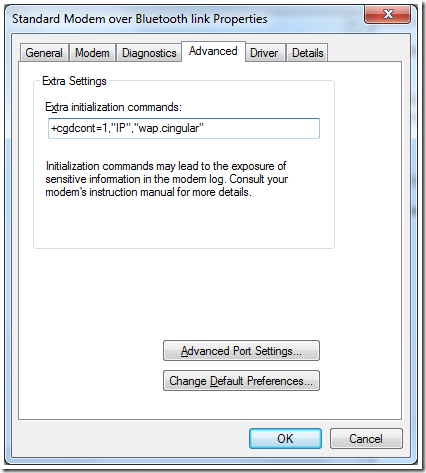 Standard Modem over Bluetooth link Properties
General Modem Diagnostics Advanced Driver Details
Extra Settings
Extra initialization commands:
+cgdcont=1,"IP","wap.cingular"
Initialization commands may lead to the exposure of
sensitive information in the modem log. Consult your
modem's instruction manual for more details.
Advanced Port Settings...
Change Default Preferences...
OK Cancel